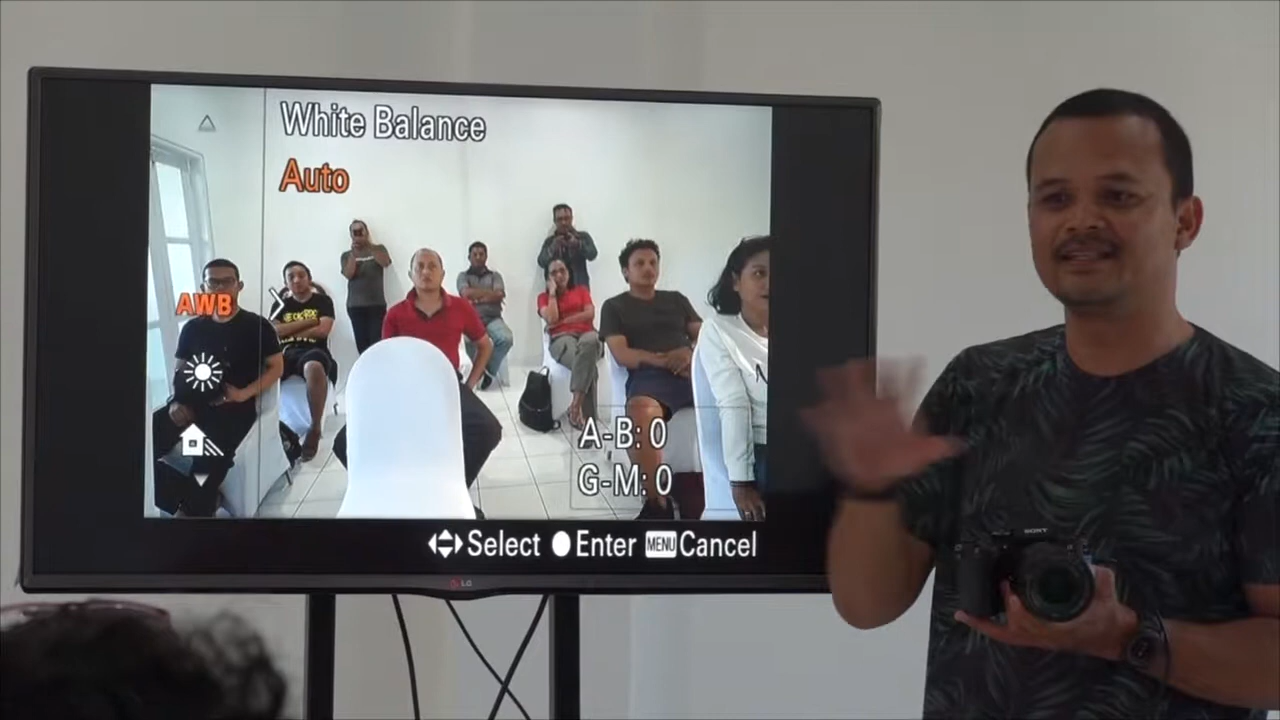 White Balance
Auto
AWB
A-B: 0
G-M: 0
Select Enter MENU Cancel
LG
SONY